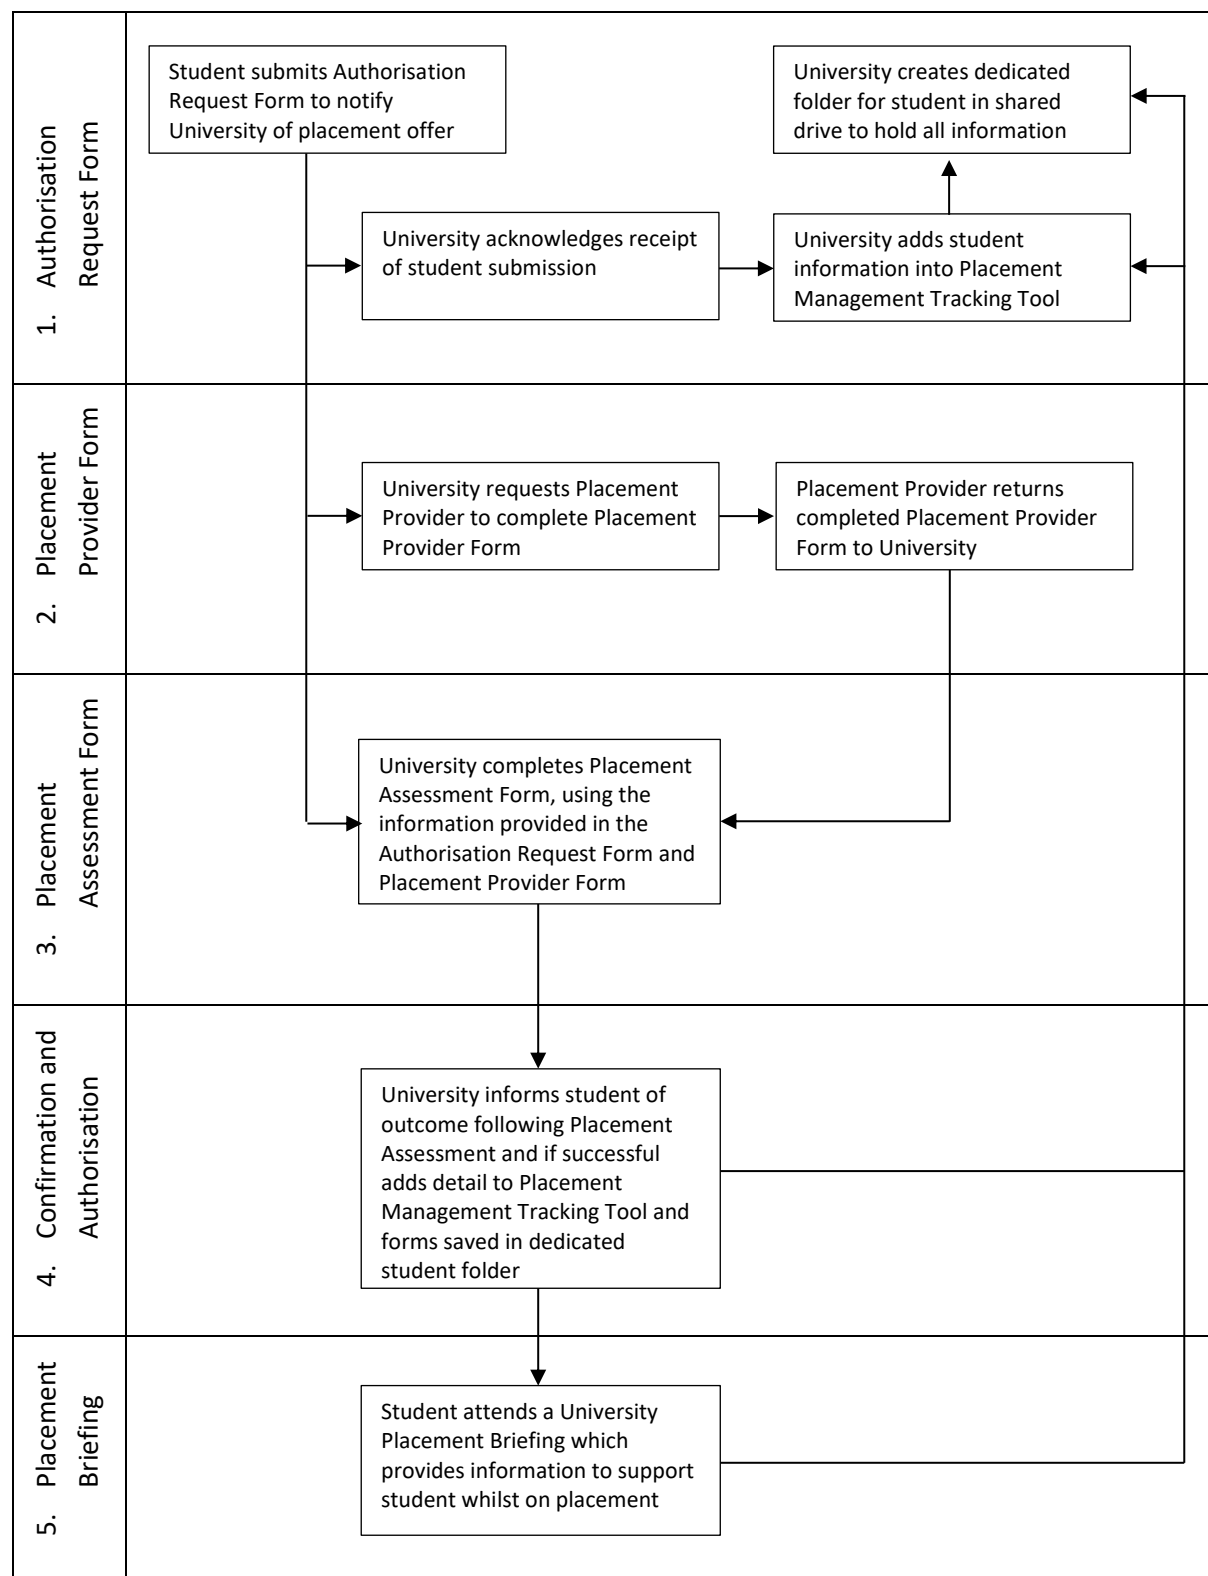 1. Authorisation
Request Form
Student submits Authorisation
Request Form to notify
University of placement offer
University creates dedicated
folder for student in shared
drive to hold all information
University acknowledges receipt
of student submission
University adds student
information into Placement
Management Tracking Tool
2. Placement
Provider Form
University requests Placement
Provider to complete Placement
Provider Form
Placement Provider returns
completed Placement Provider
Form to University
3. Placement
Assessment Form
University completes Placement
Assessment Form, using the
information provided in the
Authorisation Request Form and
Placement Provider Form
4. Confirmation and
Authorisation
University informs student of
outcome following Placement
Assessment and if successful
adds detail to Placement
Management Tracking Tool and
forms saved in dedicated
student folder
5. Placement
Briefing
Student attends a University
Placement Briefing which
provides information to support
student whilst on placement